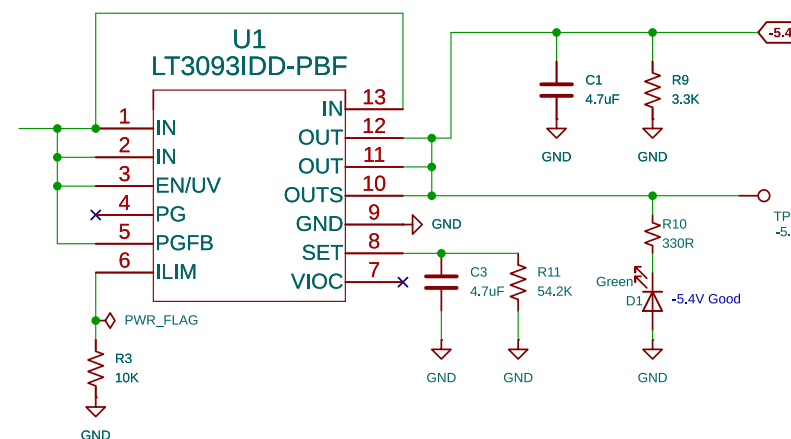 U1
LT3093IDD-PBF
1 IN
2 IN
3 EN/UV
4 PG
5 PGFB
6 ILIM
IN 13
OUT 12
OUT 11
OUTS 10
GND 9
SET 8
VIOC 7
GND
PWR_FLAG
R3
10K
GND
C3
4.7uF
GND
R11
54.2K
GND
-5.4
C1
4.7uF
GND
R9
3.3K
GND
TP
-5.
R10
330R
Green
D1
-5.4V Good
GND